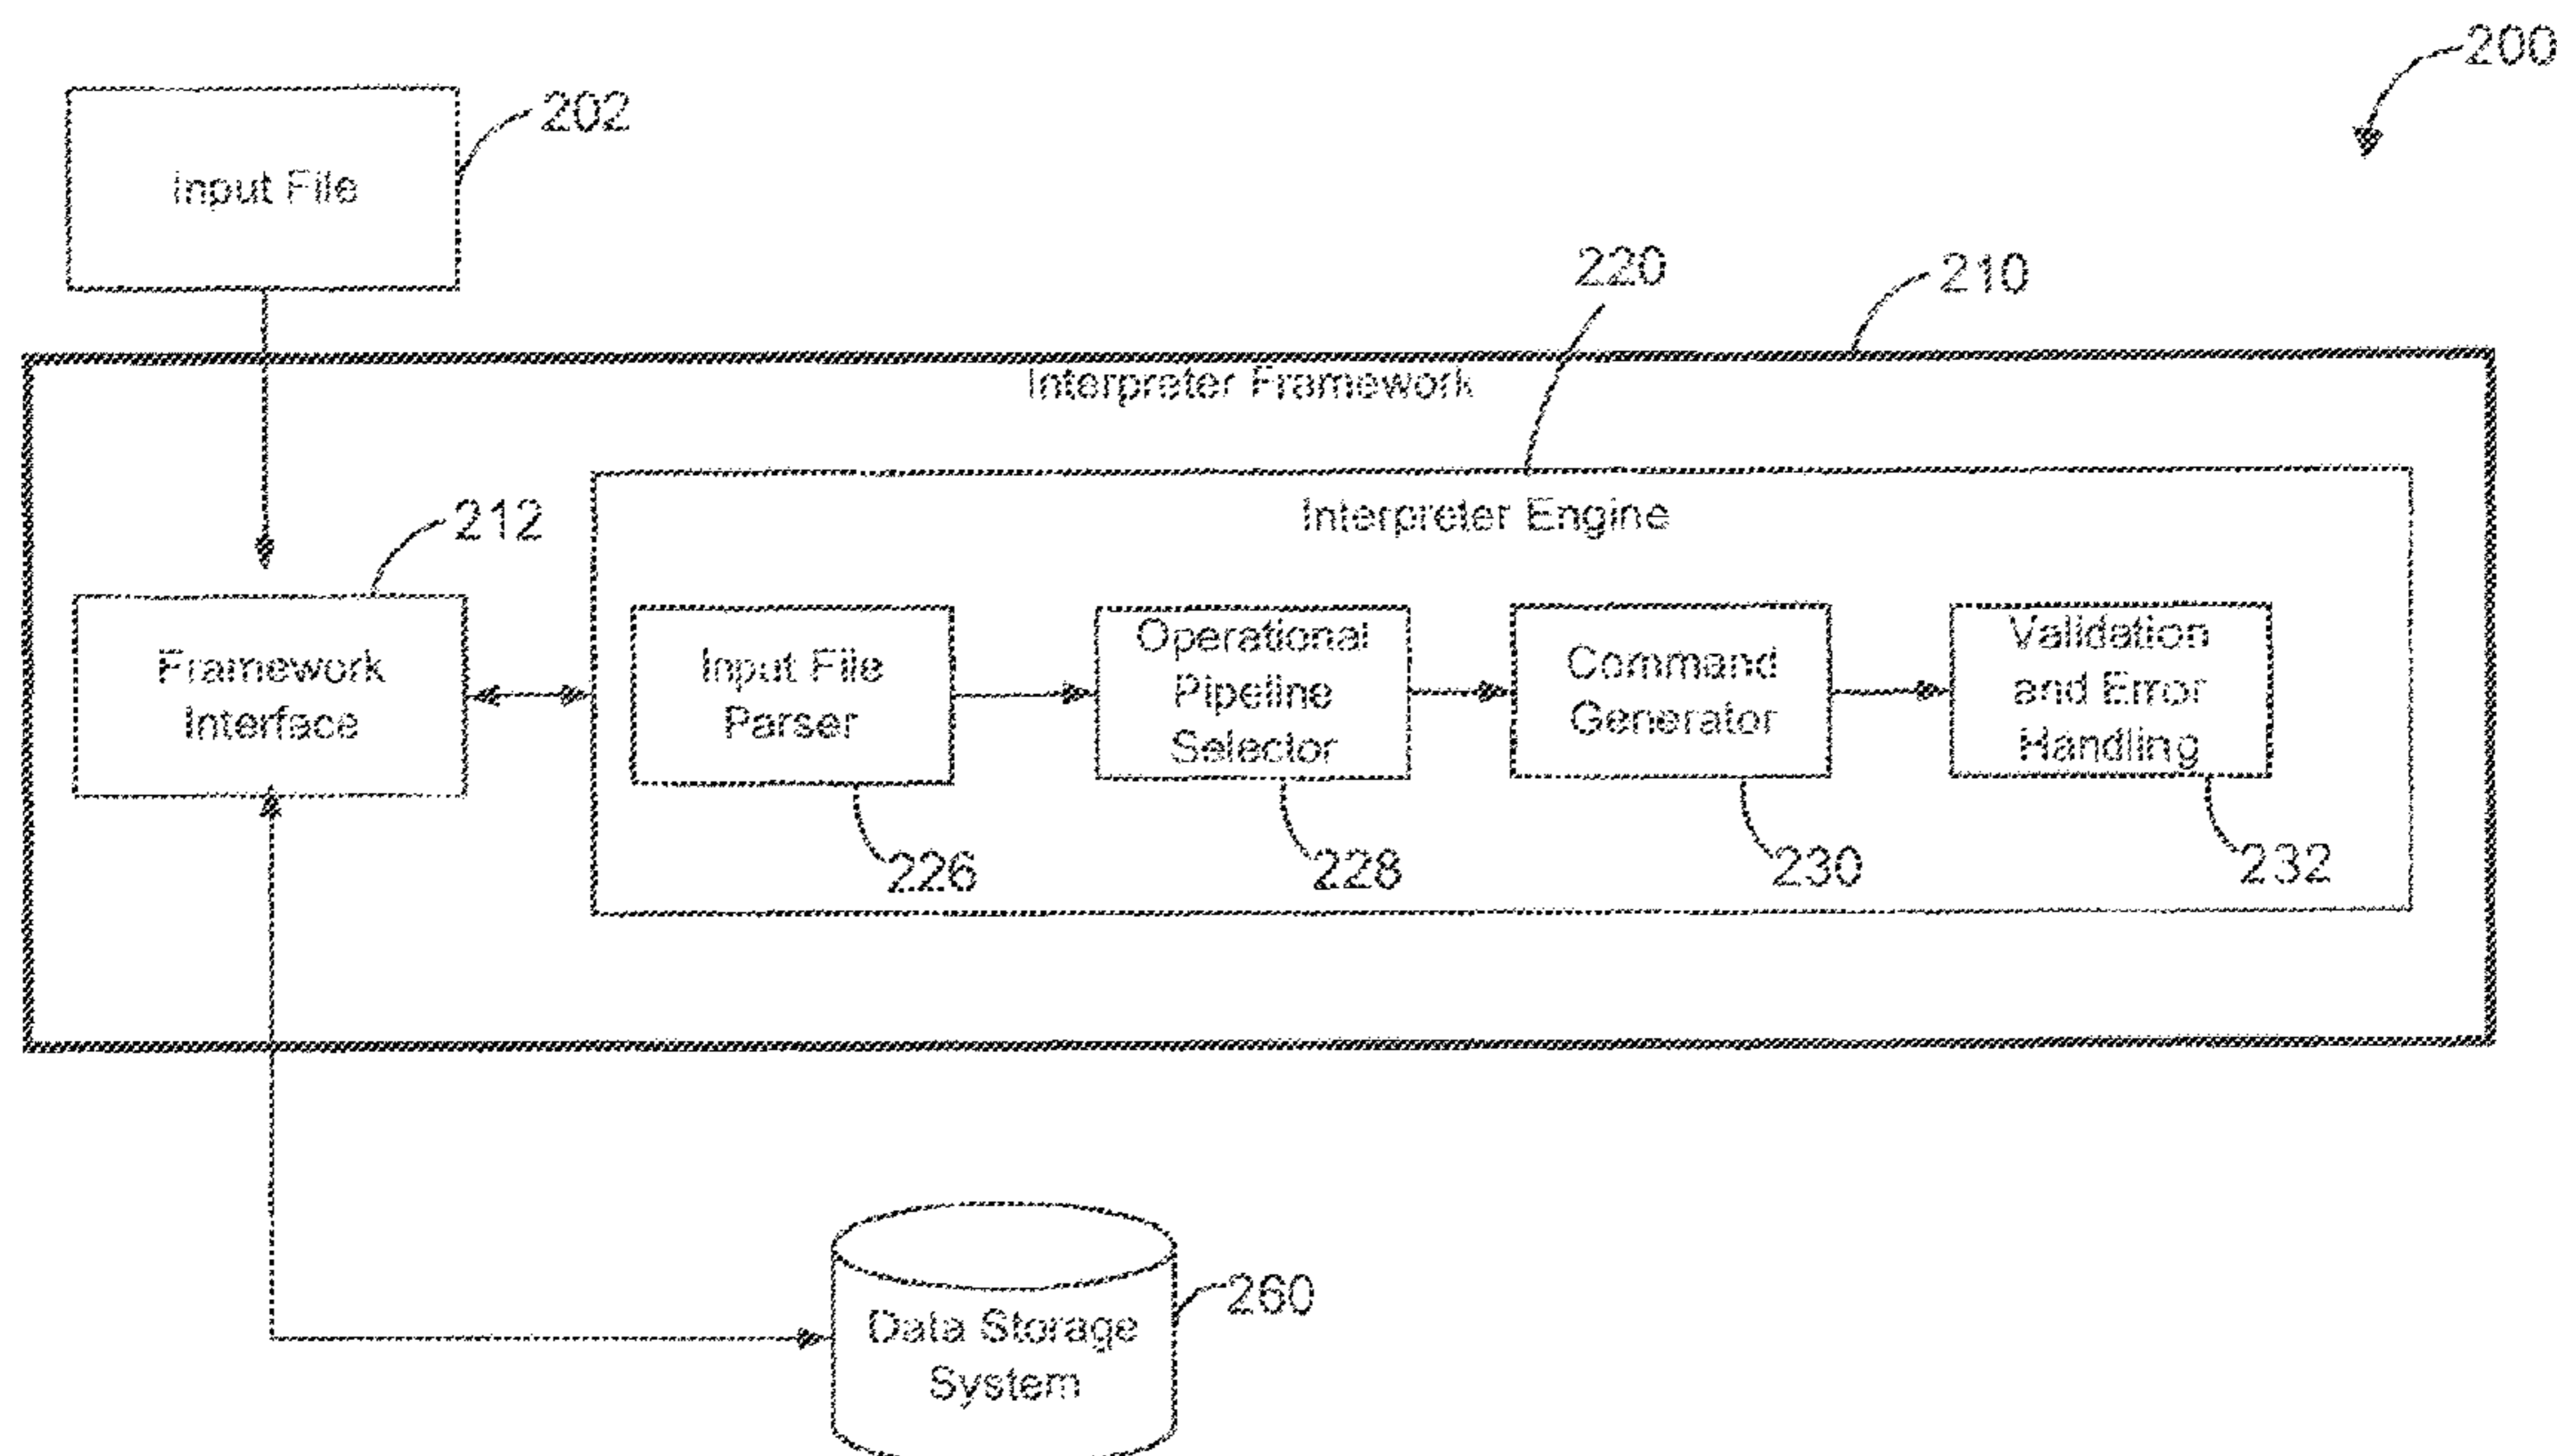 200
202
Input File
220
210
Interpreter Framework
212
Interpreter Engine
Framework
Interface
Input File
Parser
Operational
Pipeline
Selector
Command
Generator
Validation
and Error
Handling
226
228
230
232
260
Data Storage
System